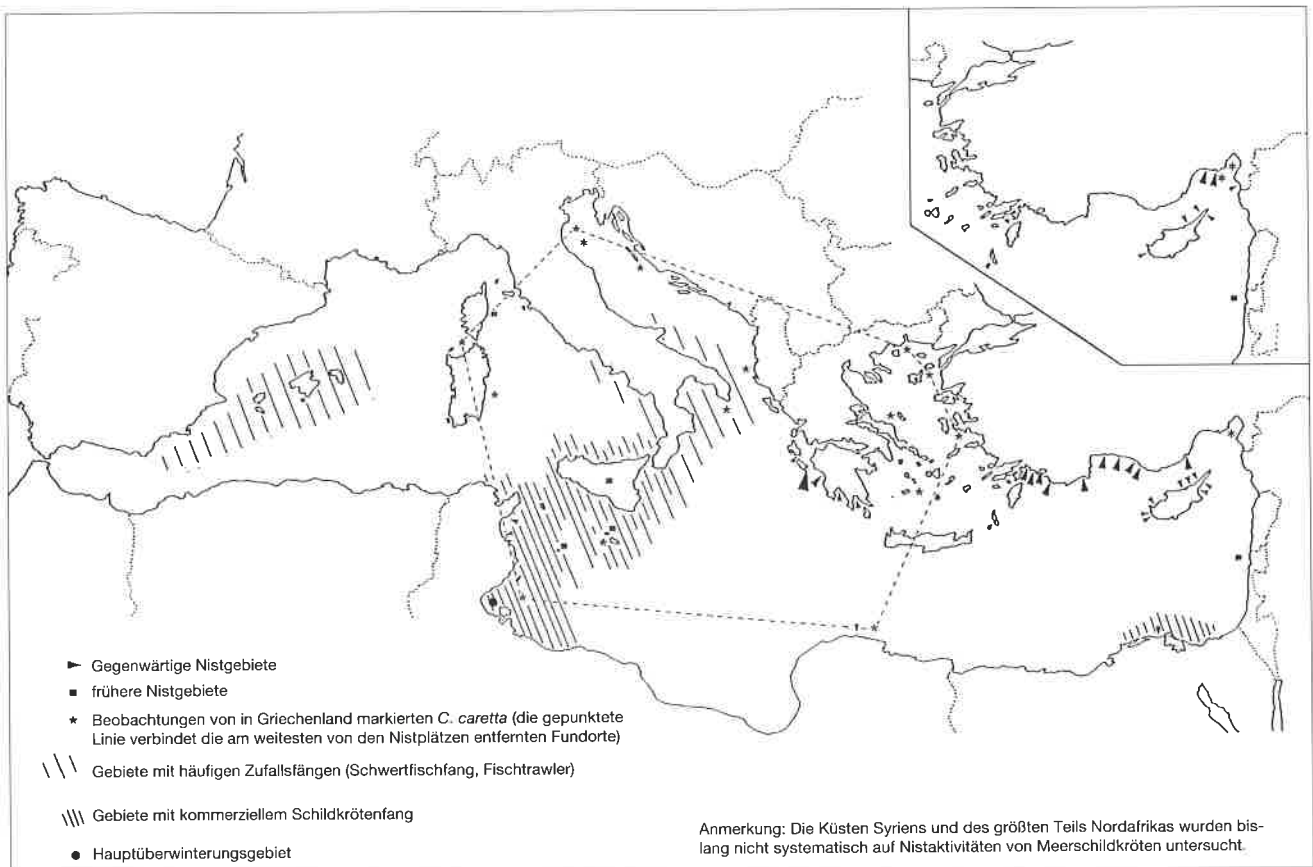 Gegenwärtige Nistgebiete
frühere Nistgebiete
Beobachtungen von in Griechenland markierten C. caretta (die gepunktete
Linie verbindet die am weitesten von den Nistplätzen entfernten Fundorte)
Gebiete mit häufigen Zufallsfängen (Schwertfischfang, Fischtrawler)
Gebiete mit kommerziellem Schildkrötenfang
Hauptüberwinterungsgebiet
Anmerkung: Die Küsten Syriens und des größten Teils Nordafrikas wurden bis-
lang nicht systematisch auf Nistaktivitäten von Meerschildkröten untersucht.